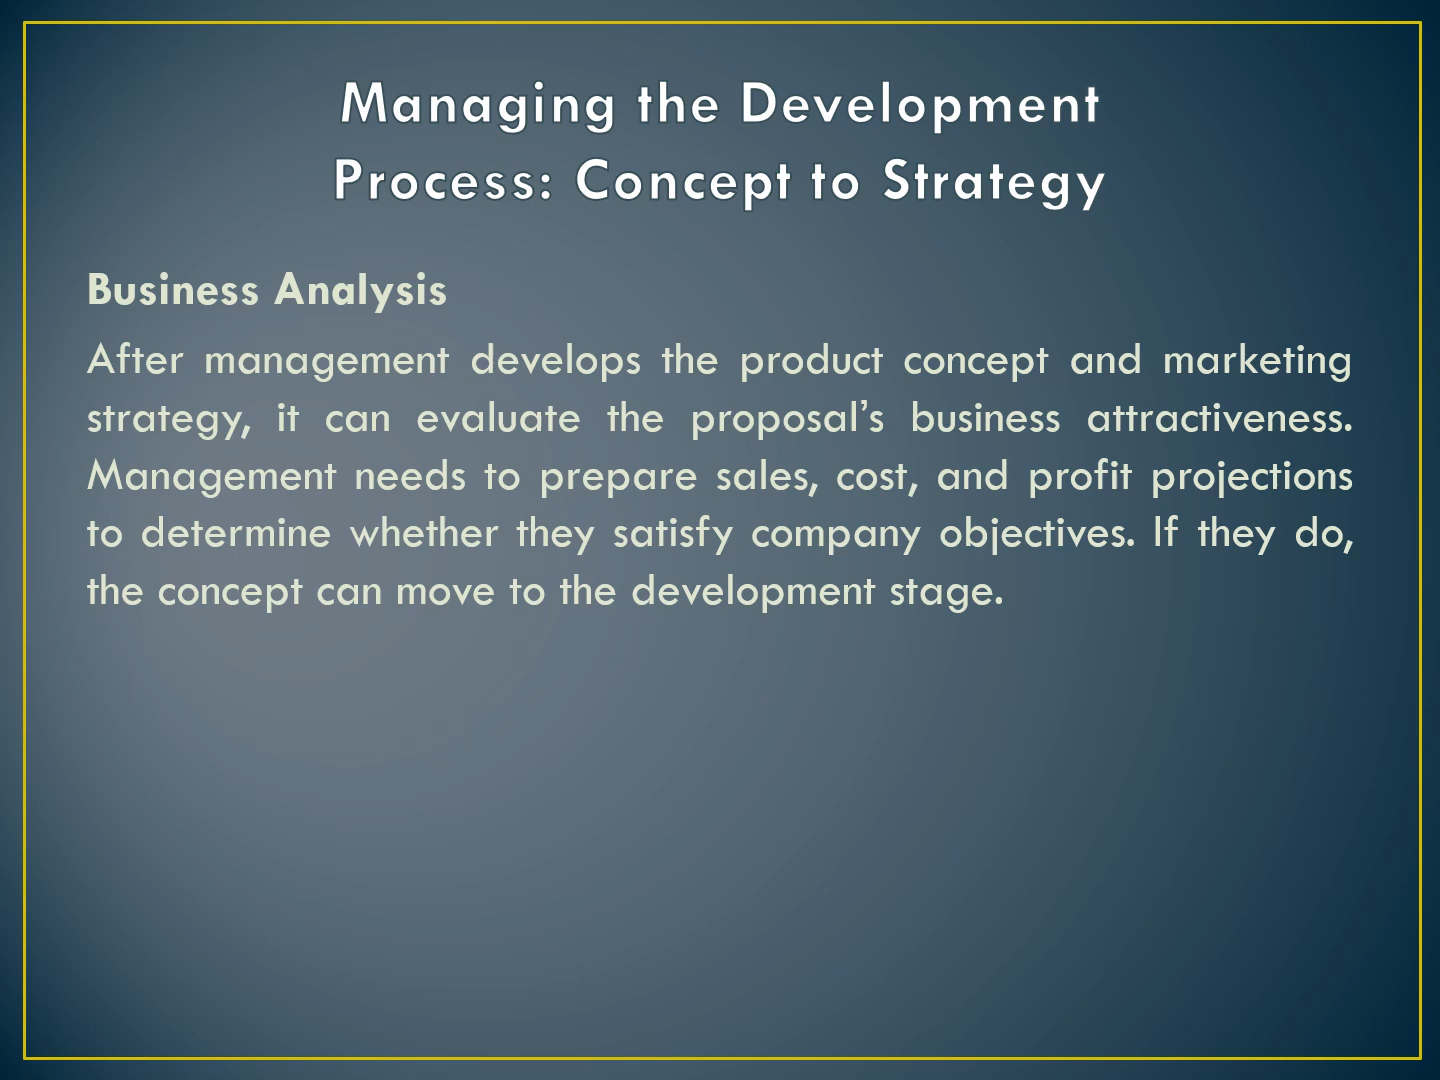 Managing the Development
Process: Concept to Strategy
Business Analysis
After management develops the product concept and marketing
strategy, it can evaluate the proposal’s business attractiveness.
Management needs to prepare sales, cost, and profit projections
to determine whether they satisfy company objectives. If they do,
the concept can move to the development stage.